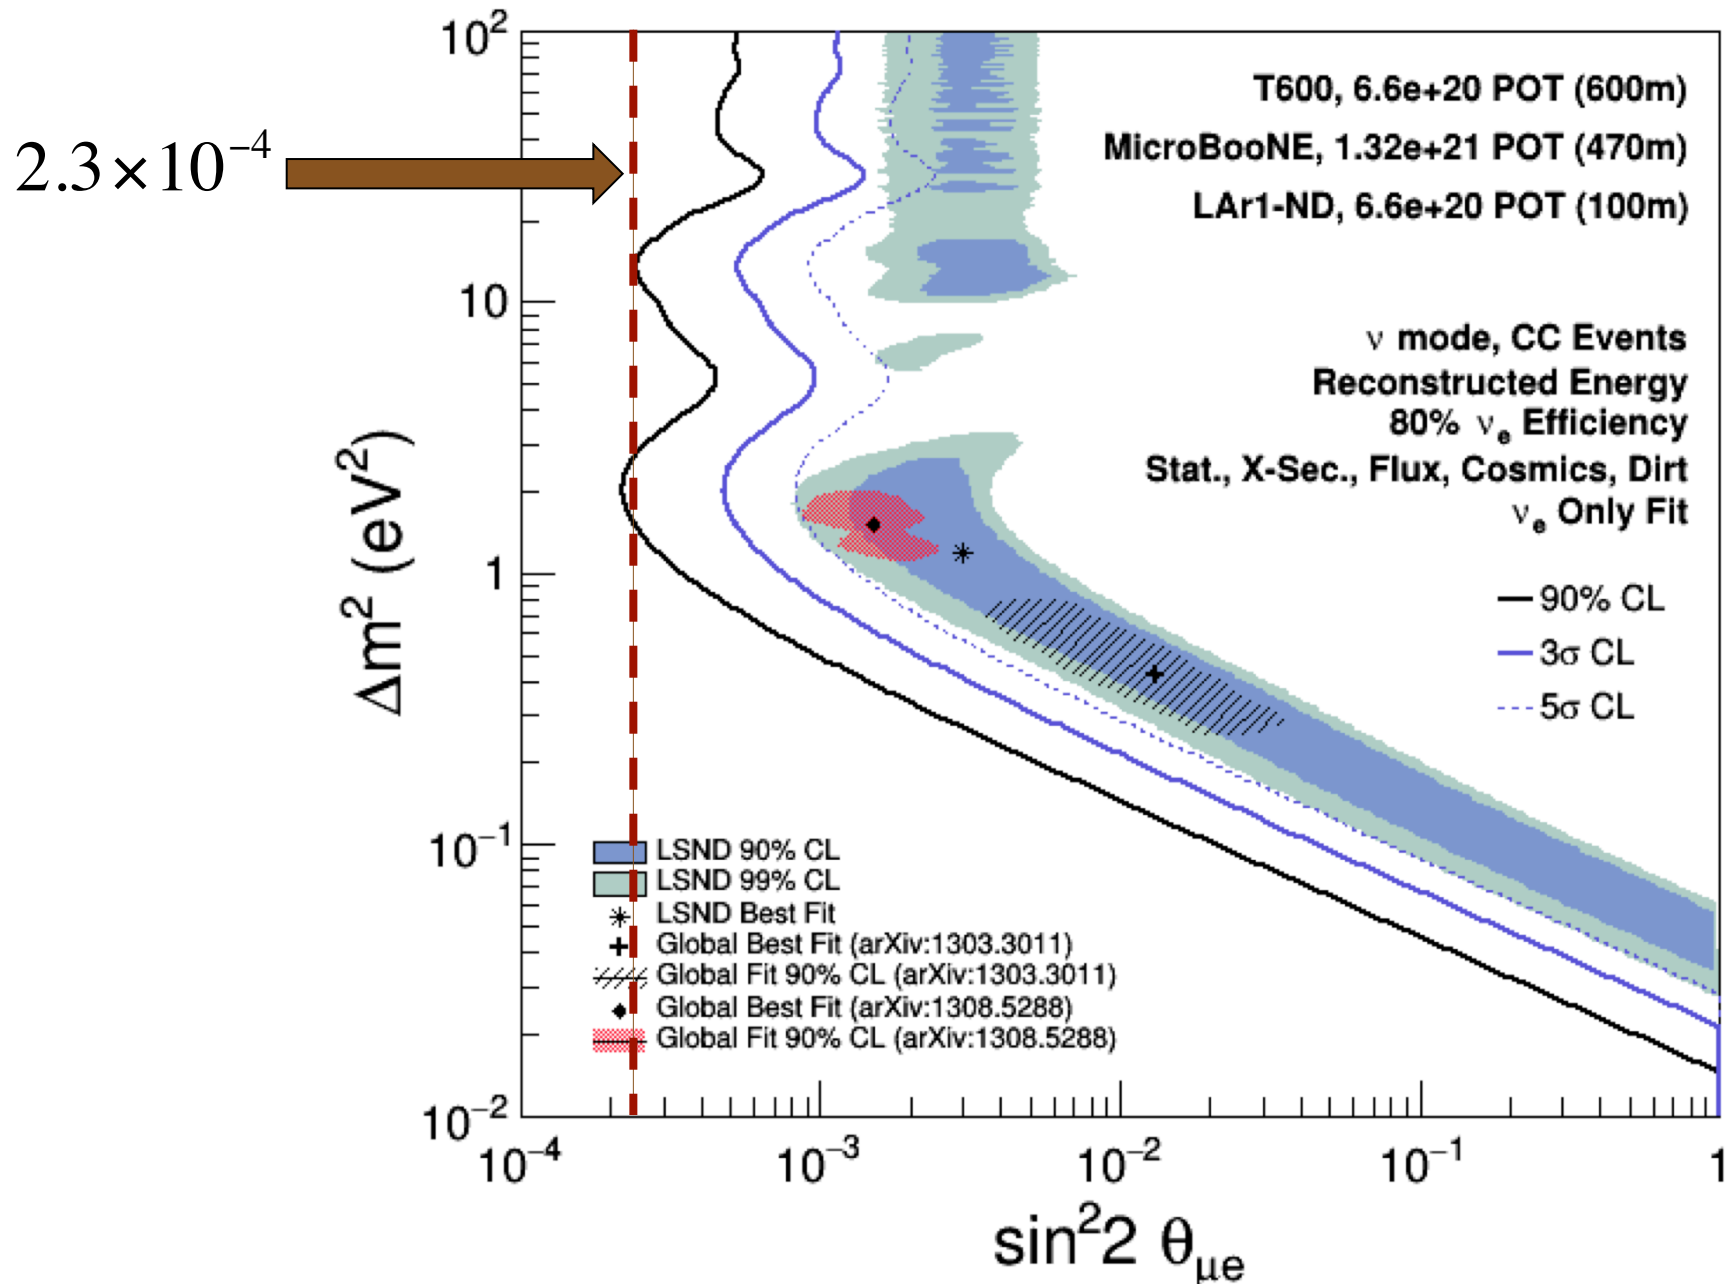 10²
T600, 6.6e+20 POT (600m)
2.3×10⁻⁴
MicroBooNE, 1.32e+21 POT (470m)
LAr1-ND, 6.6e+20 POT (100m)
10
ν mode, CC Events
Reconstructed Energy
80% νₑ Efficiency
Stat., X-Sec., Flux, Cosmics, Dirt
νₑ Only Fit
Δm² (eV²)
1
90% CL
3σ CL
5σ CL
10⁻¹
LSND 90% CL
LSND 99% CL
LSND Best Fit
Global Best Fit (arXiv:1303.3011)
Global Fit 90% CL (arXiv:1303.3011)
Global Best Fit (arXiv:1308.5288)
Global Fit 90% CL (arXiv:1308.5288)
10⁻²
10⁻⁴ 10⁻³ 10⁻² 10⁻¹ 1
sin²2 θμe